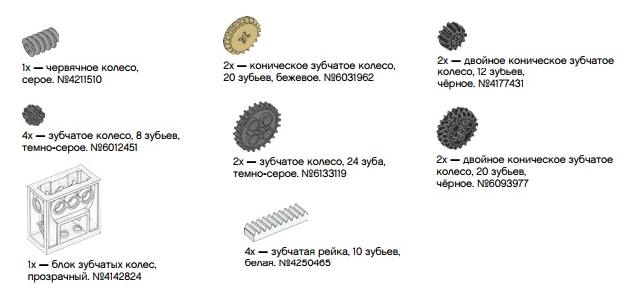 1x — червячное колесо,
серое. №4211510
2x — коническое зубчатое колесо,
20 зубьев, бежевое. №6031962
2x — двойное коническое зубчатое
колесо, 12 зубьев,
чёрное. №4177431
4x — зубчатое колесо, 8 зубьев,
темно-серое. №6012451
2x — зубчатое колесо, 24 зуба,
темно-серое. №6133119
2x — двойное коническое зубчатое
колесо, 20 зубьев,
чёрное. №6093977
1x — блок зубчатых колес,
прозрачный. №4142824
4x — зубчатая рейка, 10 зубьев,
белая. №4250465